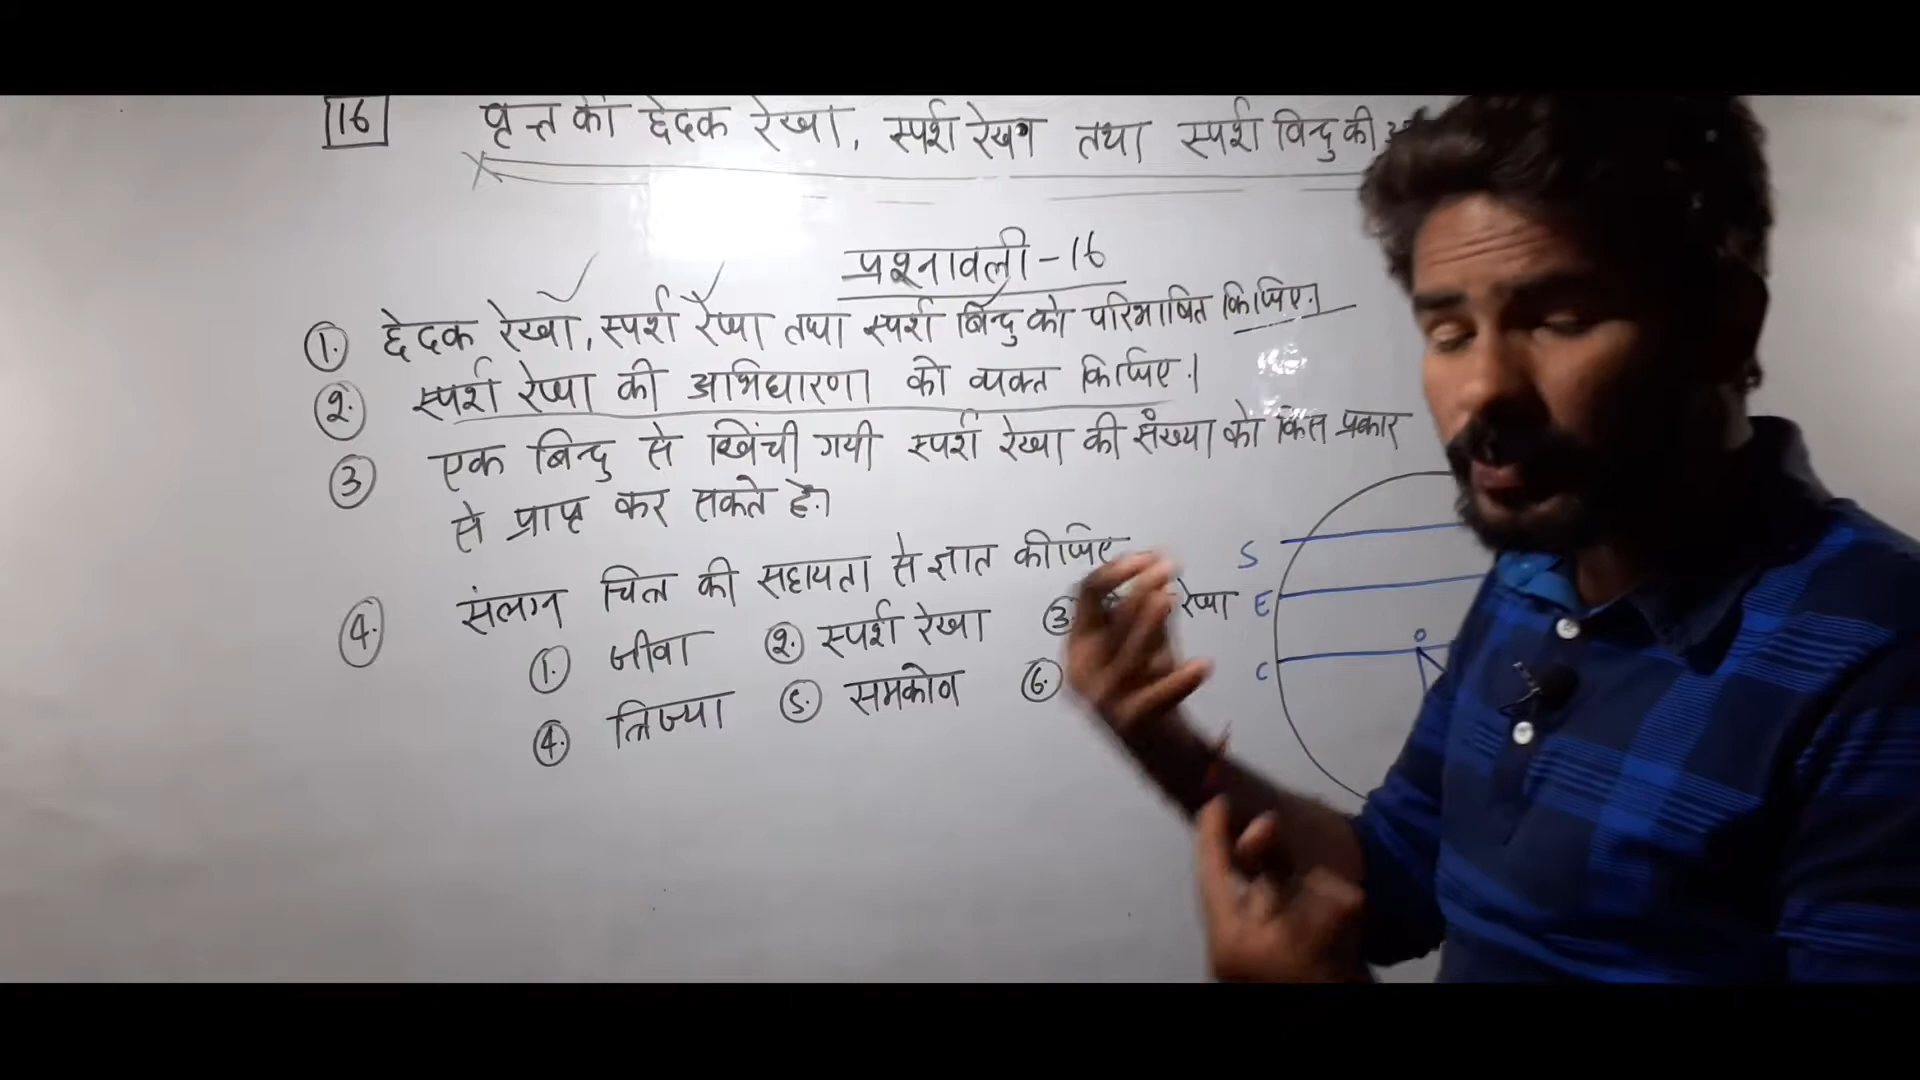 16 वृत्त की छेदक रेखा, स्पर्श रेखा तथा स्पर्श बिन्दु की
प्रश्नावली-16
1. छेदक रेखा, स्पर्श रेखा तथा स्पर्श बिन्दु को परिभाषित किजिए।
2. स्पर्श रेखा की अभिधारणा को व्यक्त किजिए।
3 एक बिन्दु से खिंची गयी स्पर्श रेखा की संख्या को किस प्रकार
से प्राप्त कर सकते है।
4. संलग्न चित्र की सहायता से ज्ञात कीजिए
1. जीवा 2. स्पर्श रेखा 3. रेखा
4. त्रिज्या 5. समकोण 6.
S
E
C
O